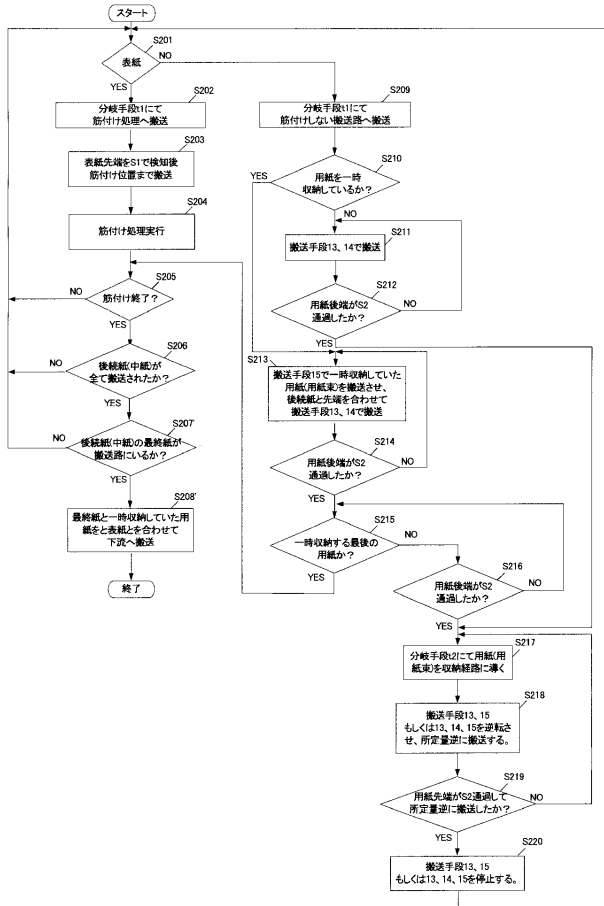 スタート
S201
表紙
NO
YES
S202
分岐手段t1にて
筋付け処理へ搬送
S203
表紙先端をS1で検知後
筋付け位置まで搬送
S204
筋付け処理実行
S205
筋付け終了?
NO
YES
S206
後続紙(中紙)が
全て搬送されたか?
NO
YES
S207
後続紙(中紙)の最終紙が
搬送路にいるか?
NO
YES
S208'
最終紙と一時収納していた用
紙をと表紙とを合わせて
下流へ搬送
終了
S209
分岐手段t1にて
筋付けしない搬送路へ搬送
S210
用紙を一時
収納しているか?
YES
NO
S211
搬送手段13、14で搬送
S212
用紙後端がS2
通過したか?
NO
YES
S213
搬送手段15で一時収納していた
用紙(用紙束)を搬送させ、
後続紙と先端を合わせて
搬送手段13、14で搬送
S214
用紙後端がS2
通過したか?
NO
YES
S215
一時収納する最後の
用紙か?
NO
YES
S216
用紙後端がS2
通過したか?
NO
YES
S217
分岐手段t2にて用紙(用
紙束)を収納経路に導く
S218
搬送手段13、15
もしくは13、14、15を逆転さ
せ、所定量逆に搬送する。
S219
用紙先端がS2通過して
所定量逆に搬送したか?
NO
YES
S220
搬送手段13、15
もしくは13、14、15を停止する。